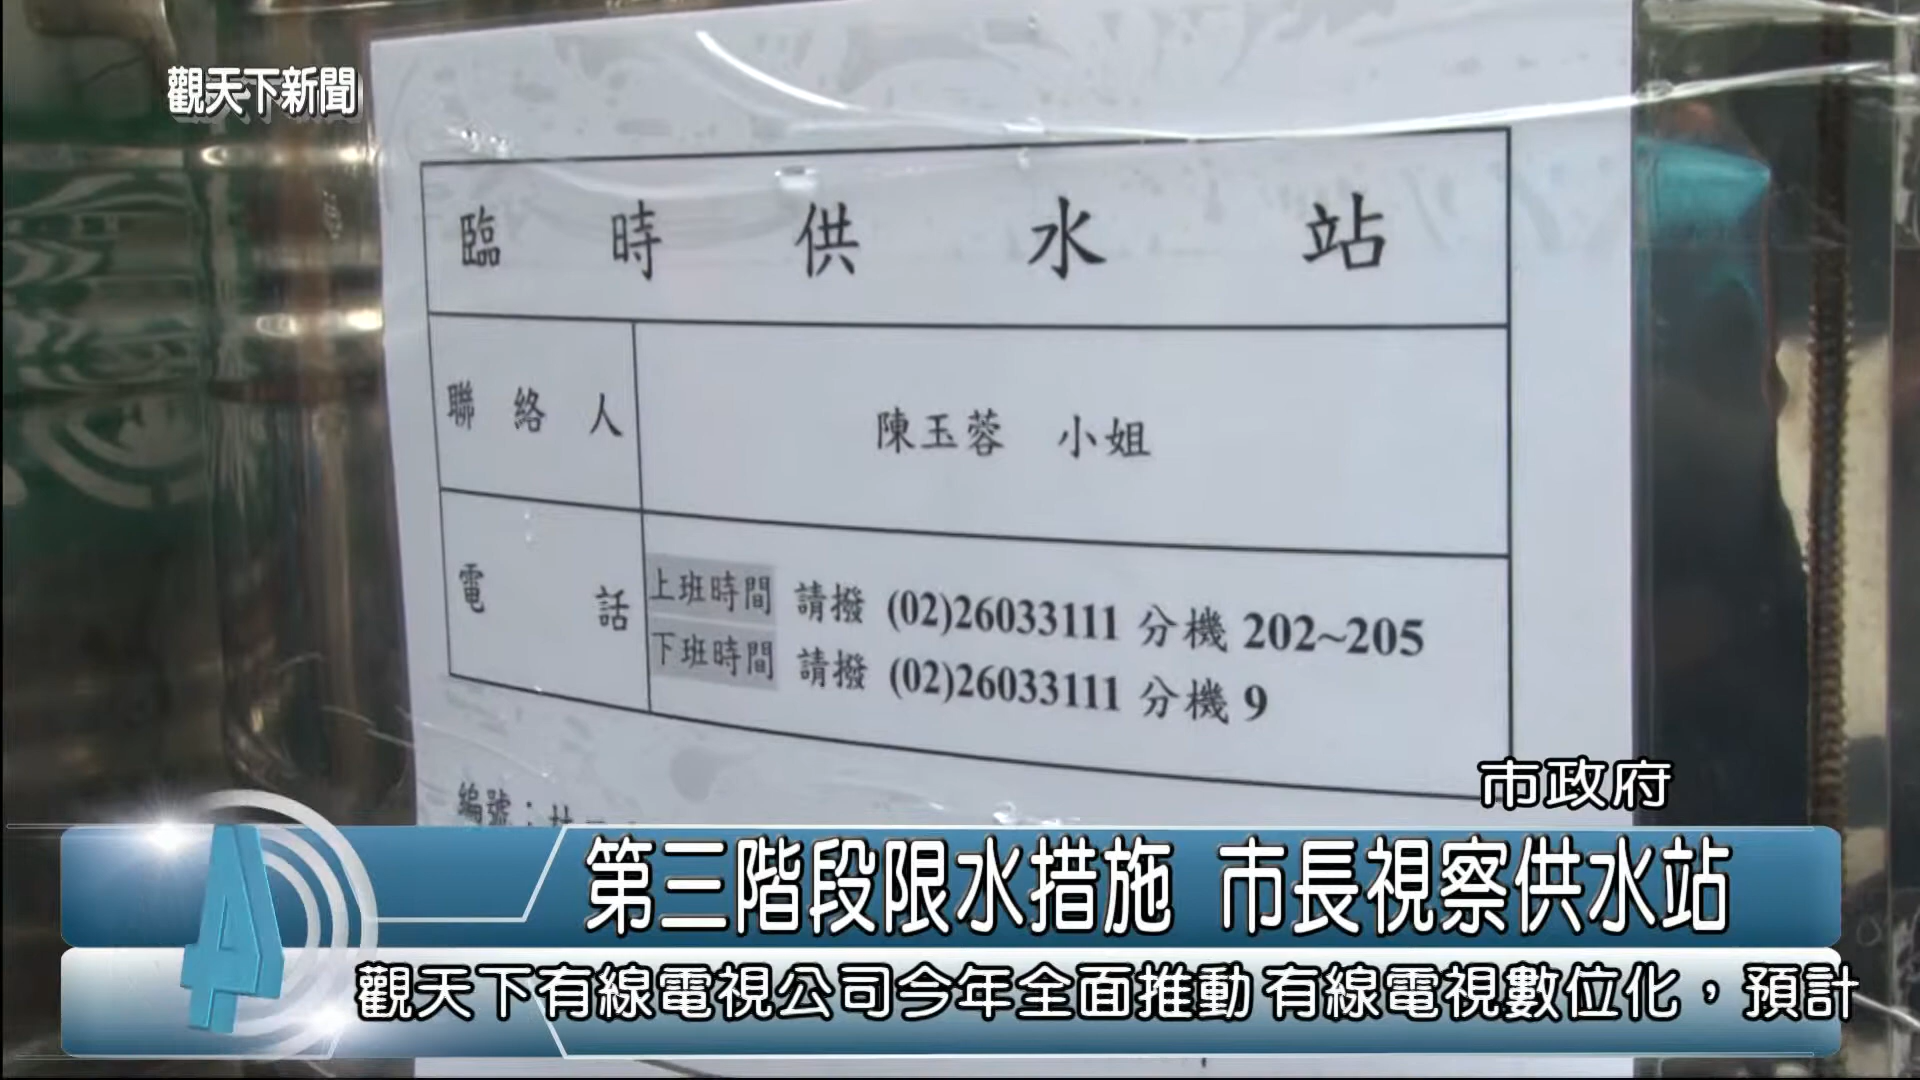 觀天下新聞
臨時供水站
聯絡人 陳玉蓉 小姐
電話
上班時間 請撥 (02)26033111 分機 202~205
下班時間 請撥 (02)26033111 分機 9
編號：林
市政府
第三階段限水措施 市長視察供水站
4
觀天下有線電視公司今年全面推動 有線電視數位化，預計